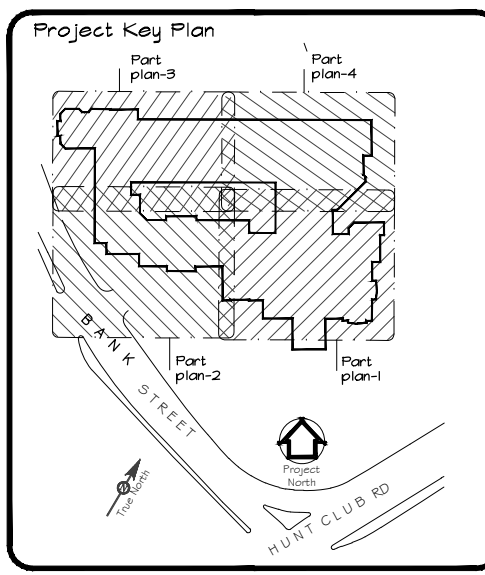 Project Key Plan
Part
plan-3
Part
plan-4
BANK
STREET
Part
plan-2
Part
plan-1
Project
North
N
True North
HUNT CLUB RD